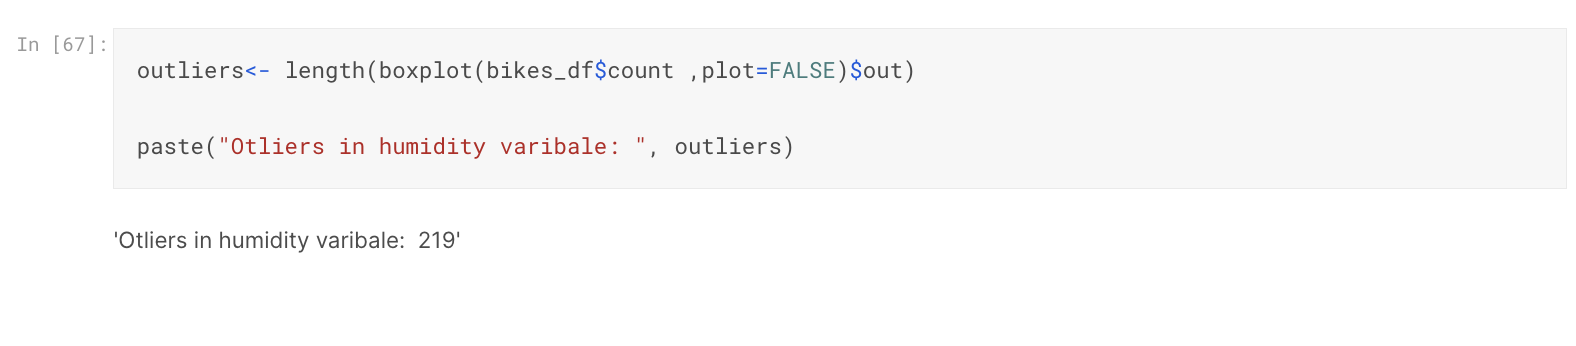 In [67]:
outliers<- length(boxplot(bikes_df$count ,plot=FALSE)$out)
paste("Otliers in humidity varibale: ", outliers)
'Otliers in humidity varibale:  219'